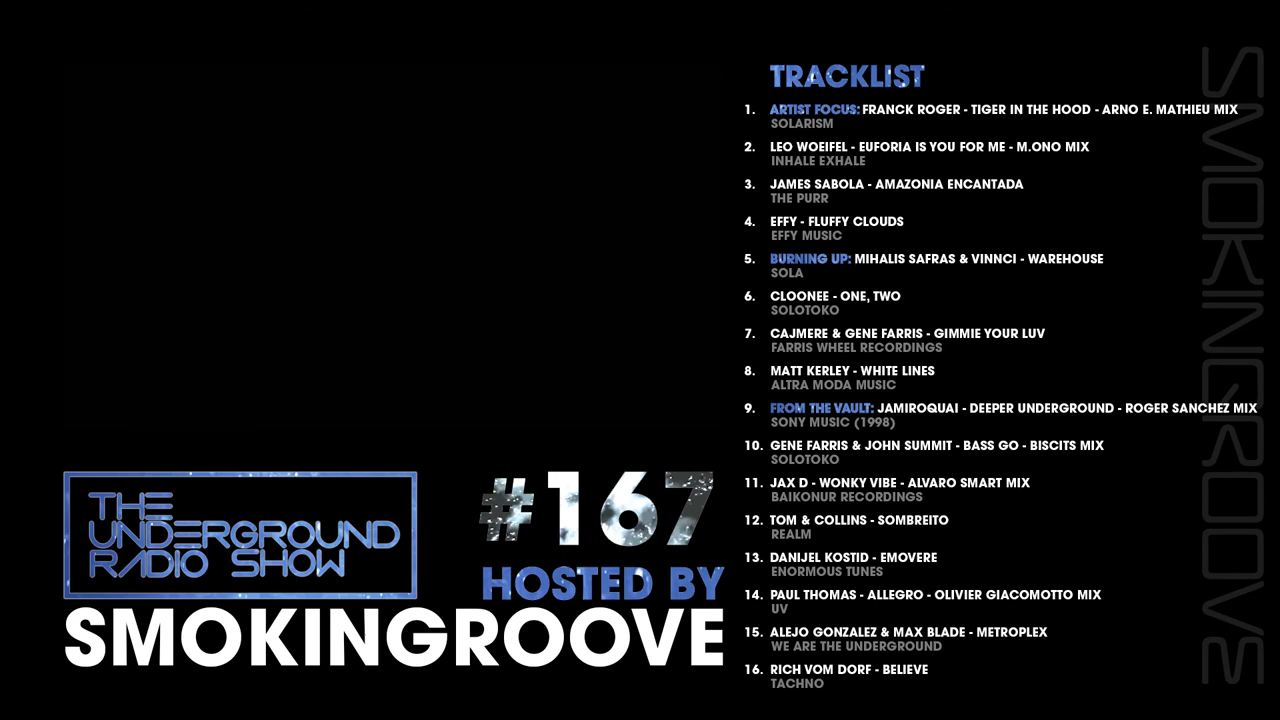 TRACKLIST
1. ARTIST FOCUS: FRANCK ROGER - TIGER IN THE HOOD - ARNO E. MATHIEU MIX
SOLARISM
2. LEO WOEIFEL - EUFORIA IS YOU FOR ME - M.ONO MIX
INHALE EXHALE
3. JAMES SABOLA - AMAZONIA ENCANTADA
THE PURR
4. EFFY - FLUFFY CLOUDS
EFFY MUSIC
5. BURNING UP: MIHALIS SAFRAS & VINNCI - WAREHOUSE
SOLA
6. CLOONEE - ONE, TWO
SOLOTOKO
7. CAJMERE & GENE FARRIS - GIMMIE YOUR LUV
FARRIS WHEEL RECORDINGS
8. MATT KERLEY - WHITE LINES
ALTRA MODA MUSIC
9. FROM THE VAULT: JAMIROQUAI - DEEPER UNDERGROUND - ROGER SANCHEZ MIX
SONY MUSIC (1998)
10. GENE FARRIS & JOHN SUMMIT - BASS GO - BISCITS MIX
SOLOTOKO
11. JAX D - WONKY VIBE - ALVARO SMART MIX
BAIKONUR RECORDINGS
12. TOM & COLLINS - SOMBREITO
REALM
13. DANIJEL KOSTID - EMOVERE
ENORMOUS TUNES
14. PAUL THOMAS - ALLEGRO - OLIVIER GIACOMOTTO MIX
UV
15. ALEJO GONZALEZ & MAX BLADE - METROPLEX
WE ARE THE UNDERGROUND
16. RICH VOM DORF - BELIEVE
TACHNO
THE
UNDERGROUND
RADIO SHOW
#167
HOSTED BY
SMOKINGROOVE
SMOKINGROOVE